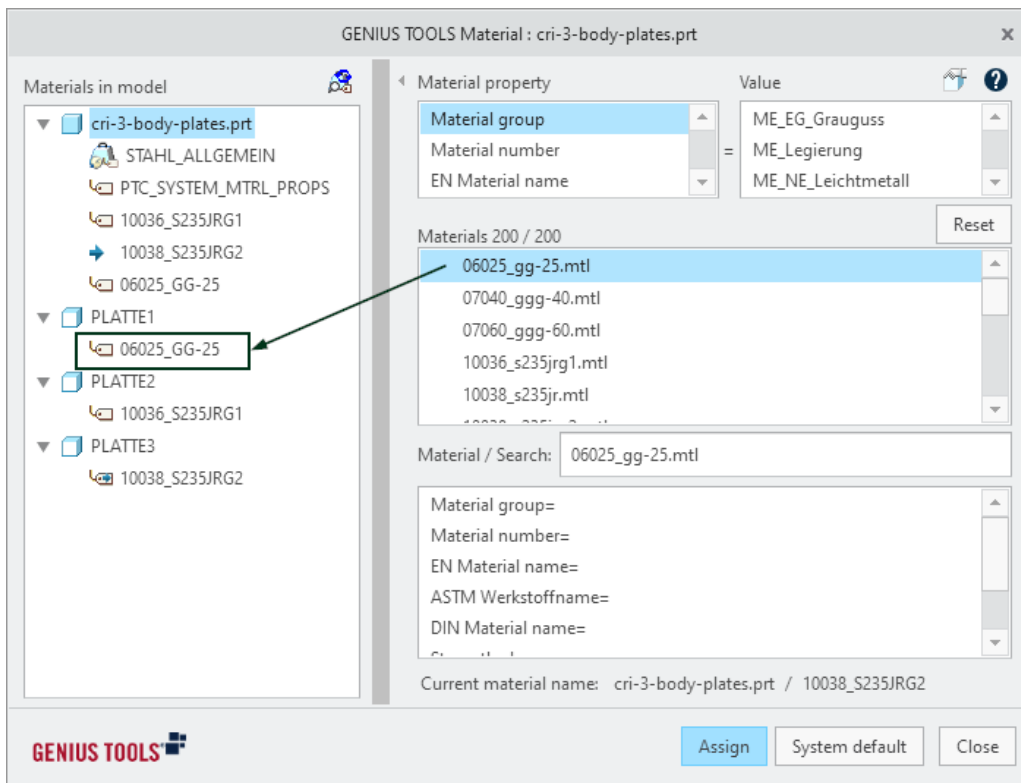 GENIUS TOOLS Material : cri-3-body-plates.prt
Materials in model
cri-3-body-plates.prt
STAHL_ALLGEMEIN
PTC_SYSTEM_MTRL_PROPS
10036_S235JRG1
10038_S235JRG2
06025_GG-25
PLATTE1
06025_GG-25
PLATTE2
10036_S235JRG1
PLATTE3
10038_S235JRG2
Material property
Value
Material group
Material number
EN Material name
=
ME_EG_Grauguss
ME_Legierung
ME_NE_Leichtmetall
Reset
Materials 200 / 200
06025_gg-25.mtl
07040_ggg-40.mtl
07060_ggg-60.mtl
10036_s235jrg1.mtl
10038_s235jr.mtl
Material / Search: 06025_gg-25.mtl
Material group=
Material number=
EN Material name=
ASTM Werkstoffname=
DIN Material name=
Current material name: cri-3-body-plates.prt / 10038_S235JRG2
GENIUS TOOLS
Assign
System default
Close